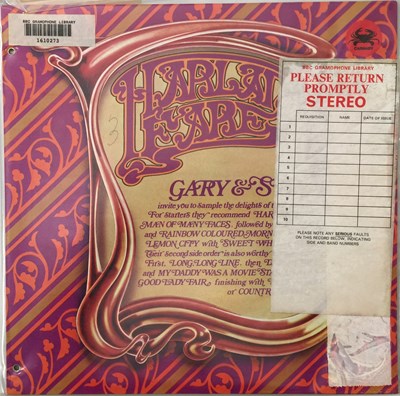 BBC GRAMOPHONE LIBRARY
1610273
HARLAN
FARE
GARY & S
invite you to sample the delights of t
For Starters they recommend HAR
MAN OF MANY FACES, followed by
and RAINBOW COLOURED MORN
LEMON CITY with SWEET WH
Their second side order is also worthy
First, LONG LONG LINE, then L
and MY DADDY WAS A MOVIE STA
GOOD LADY FAIR, finishing with
or COUNTR
BBC GRAMOPHONE LIBRARY
PLEASE RETURN
PROMPTLY
STEREO
REQUISITION NAME DATE OF ISSUE
1
2
3
4
5
6
7
8
9
10
PLEASE NOTE ANY SERIOUS FAULTS
ON THIS RECORD BELOW, INDICATING
SIDE AND BAND NUMBERS